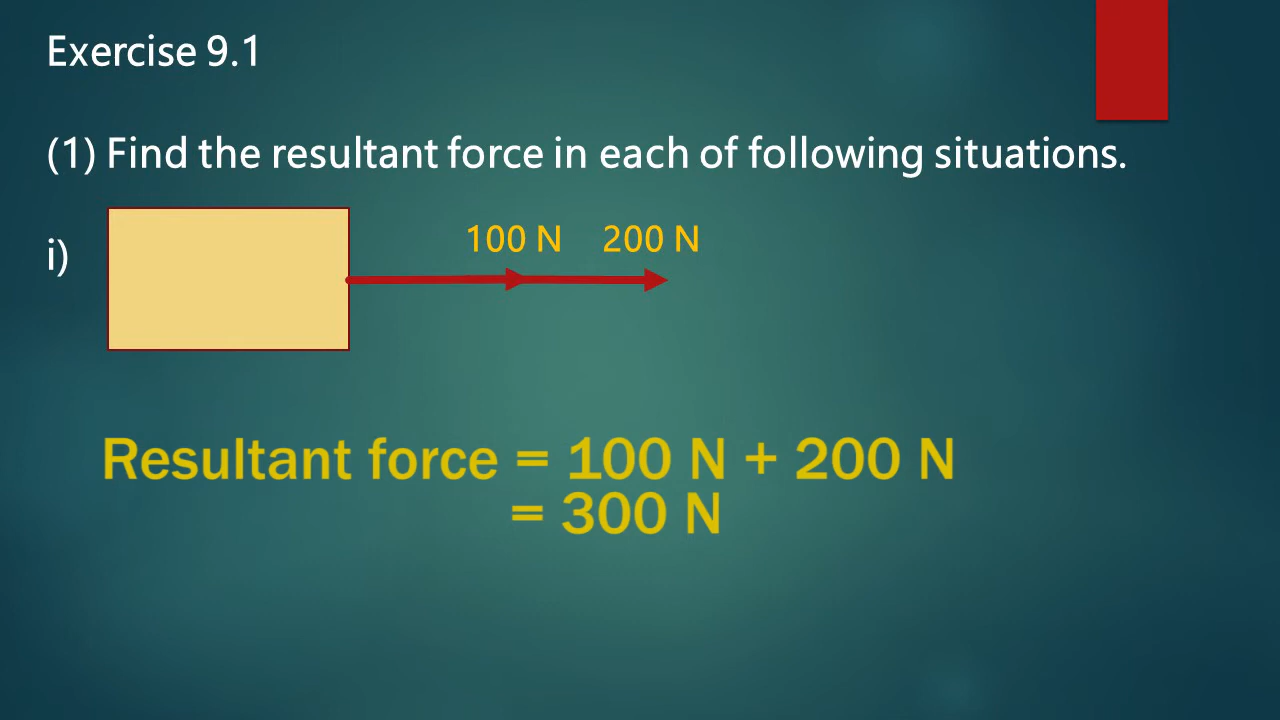 Exercise 9.1
(1) Find the resultant force in each of following situations.
i)
100 N 200 N
Resultant force = 100 N + 200 N
= 300 N